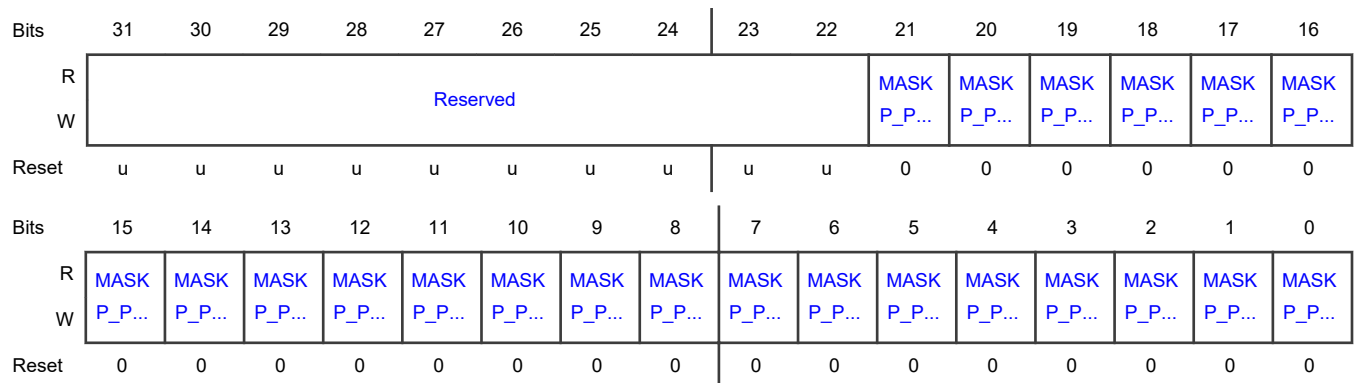 Bits 31 30 29 28 27 26 25 24 23 22 21 20 19 18 17 16
R MASK MASK MASK MASK MASK MASK
Reserved
W P_P... P_P... P_P... P_P... P_P... P_P...
Reset u u u u u u u u u u 0 0 0 0 0 0
Bits 15 14 13 12 11 10 9 8 7 6 5 4 3 2 1 0
R MASK MASK MASK MASK MASK MASK MASK MASK MASK MASK MASK MASK MASK MASK MASK MASK
W P_P... P_P... P_P... P_P... P_P... P_P... P_P... P_P... P_P... P_P... P_P... P_P... P_P... P_P... P_P... P_P...
Reset 0 0 0 0 0 0 0 0 0 0 0 0 0 0 0 0